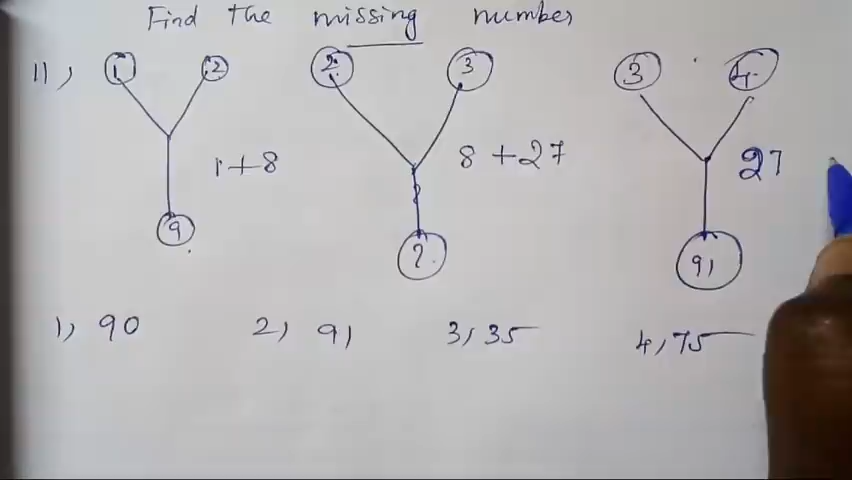 Find the missing number
11, 1 2 2 3 3 4
1+8 8+27 27
9 ? 91
1, 90 2, 91 3, 35 4, 75